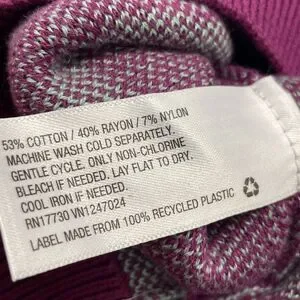 53% COTTON / 40% RAYON / 7% NYLON
MACHINE WASH COLD SEPARATELY.
GENTLE CYCLE. ONLY NON-CHLORINE
BLEACH IF NEEDED. LAY FLAT TO DRY.
COOL IRON IF NEEDED.
RN17730 VN1247024
LABEL MADE FROM 100% RECYCLED PLASTIC